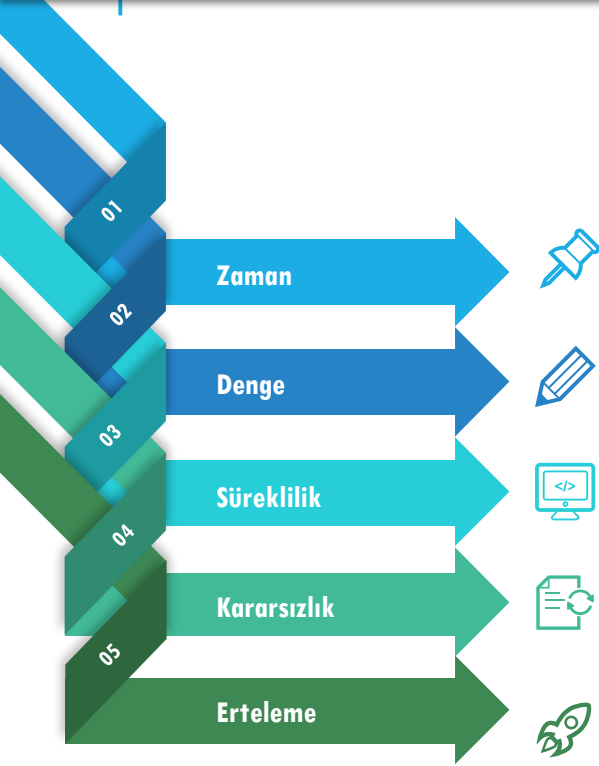 01
Zaman
02
Denge
03
Süreklilik
</>
04
Kararsızlık
05
Erteleme